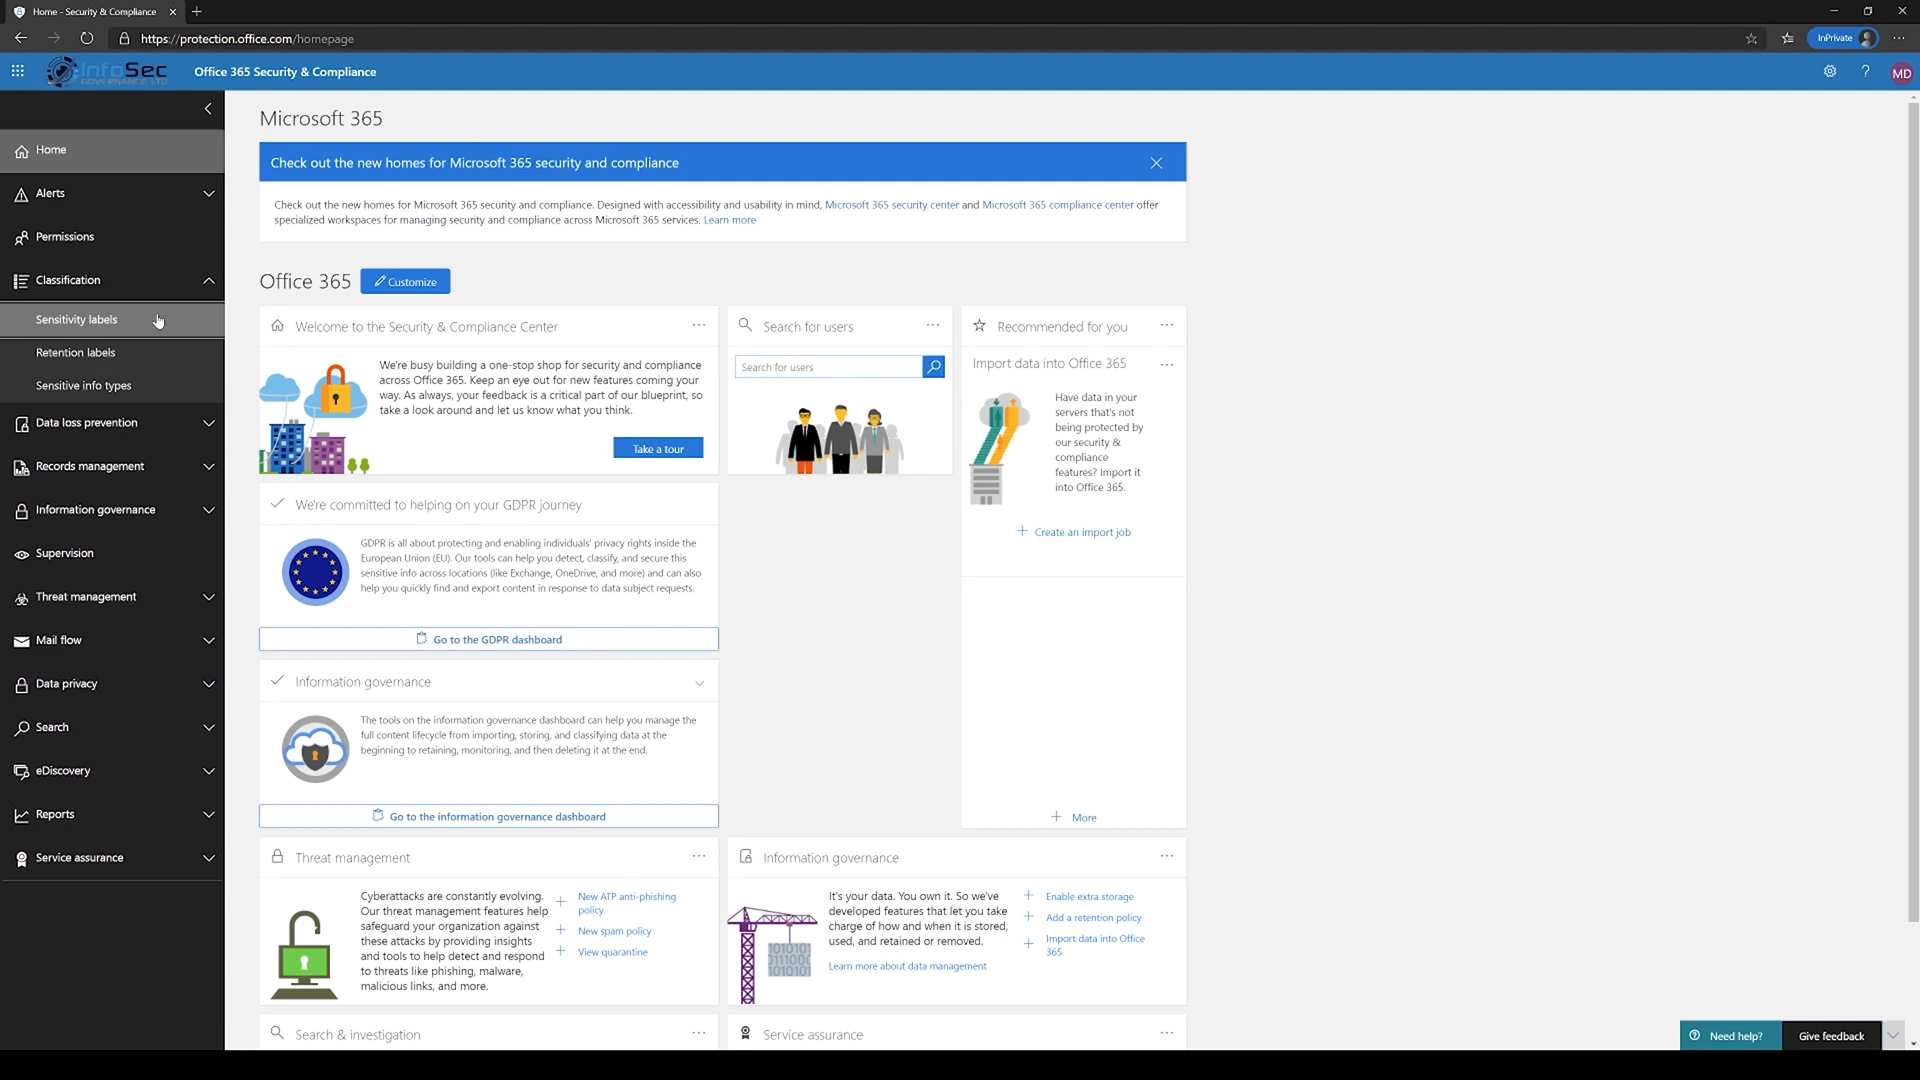 Home - Security & Compliance
https://protection.office.com/homepage
InPrivate
InfoSec
GOVERNANCE LTD
Office 365 Security & Compliance
MD
Home
Alerts
Permissions
Classification
Sensitivity labels
Retention labels
Sensitive info types
Data loss prevention
Records management
Information governance
Supervision
Threat management
Mail flow
Data privacy
Search
eDiscovery
Reports
Service assurance
Microsoft 365
Check out the new homes for Microsoft 365 security and compliance
Check out the new homes for Microsoft 365 security and compliance. Designed with accessibility and usability in mind, Microsoft 365 security center and Microsoft 365 compliance center offer
specialized workspaces for managing security and compliance across Microsoft 365 services. Learn more
Office 365
Customize
Welcome to the Security & Compliance Center
We're busy building a one-stop shop for security and compliance
across Office 365. Keep an eye out for new features coming your
way. As always, your feedback is a critical part of our blueprint, so
take a look around and let us know what you think.
Take a tour
Search for users
Search for users
Recommended for you
Import data into Office 365
Have data in your
servers that's not
being protected by
our security &
compliance
features? Import it
into Office 365.
Create an import job
More
We're committed to helping on your GDPR journey
GDPR is all about protecting and enabling individuals' privacy rights inside the
European Union (EU). Our tools can help you detect, classify, and secure this
sensitive info across locations (like Exchange, OneDrive, and more) and can also
help you quickly find and export content in response to data subject requests.
Go to the GDPR dashboard
Information governance
The tools on the information governance dashboard can help you manage the
full content lifecycle from importing, storing, and classifying data at the
beginning to retaining, monitoring, and then deleting it at the end.
Go to the information governance dashboard
Threat management
Cyberattacks are constantly evolving.
Our threat management features help
safeguard your organization against
these attacks by providing insights
and tools to help detect and respond
to threats like phishing, malware,
malicious links, and more.
New ATP anti-phishing
policy
New spam policy
View quarantine
Information governance
It's your data. You own it. So we've
developed features that let you take
charge of how and when it is stored,
used, and retained or removed.
Learn more about data management
Enable extra storage
Add a retention policy
Import data into Office
365
Search & investigation
Service assurance
Need help?
Give feedback